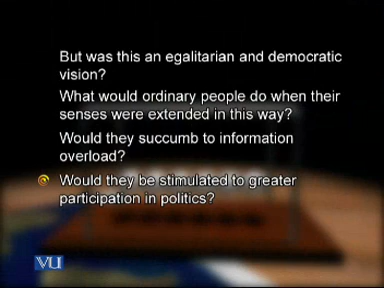 But was this an egalitarian and democratic
vision?
What would ordinary people do when their
senses were extended in this way?
Would they succumb to information
overload?
Would they be stimulated to greater
participation in politics?
VU